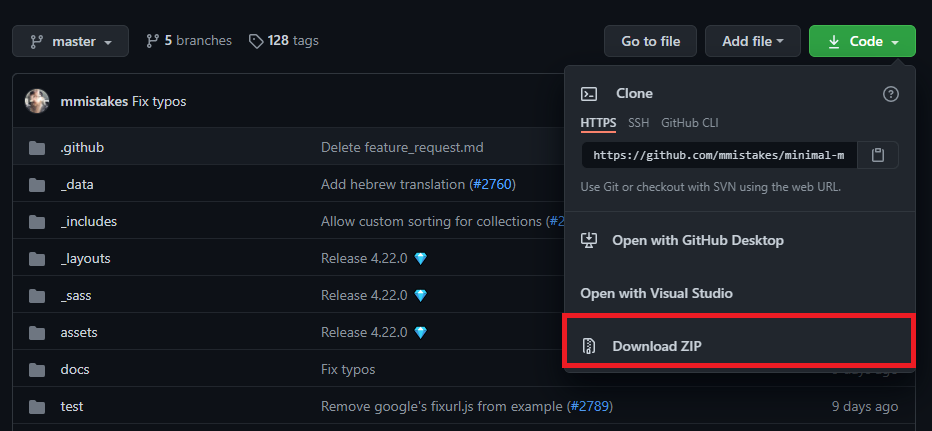 master 5 branches 128 tags Go to file Add file Code
mmistakes Fix typos
Clone
HTTPS SSH GitHub CLI
https://github.com/mmistakes/minimal-m
Use Git or checkout with SVN using the web URL.
Open with GitHub Desktop
Open with Visual Studio
Download ZIP
.github Delete feature_request.md
_data Add hebrew translation (#2760)
_includes Allow custom sorting for collections (#2
_layouts Release 4.22.0
_sass Release 4.22.0
assets Release 4.22.0
docs Fix typos
test Remove google's fixurl.js from example (#2789) 9 days ago